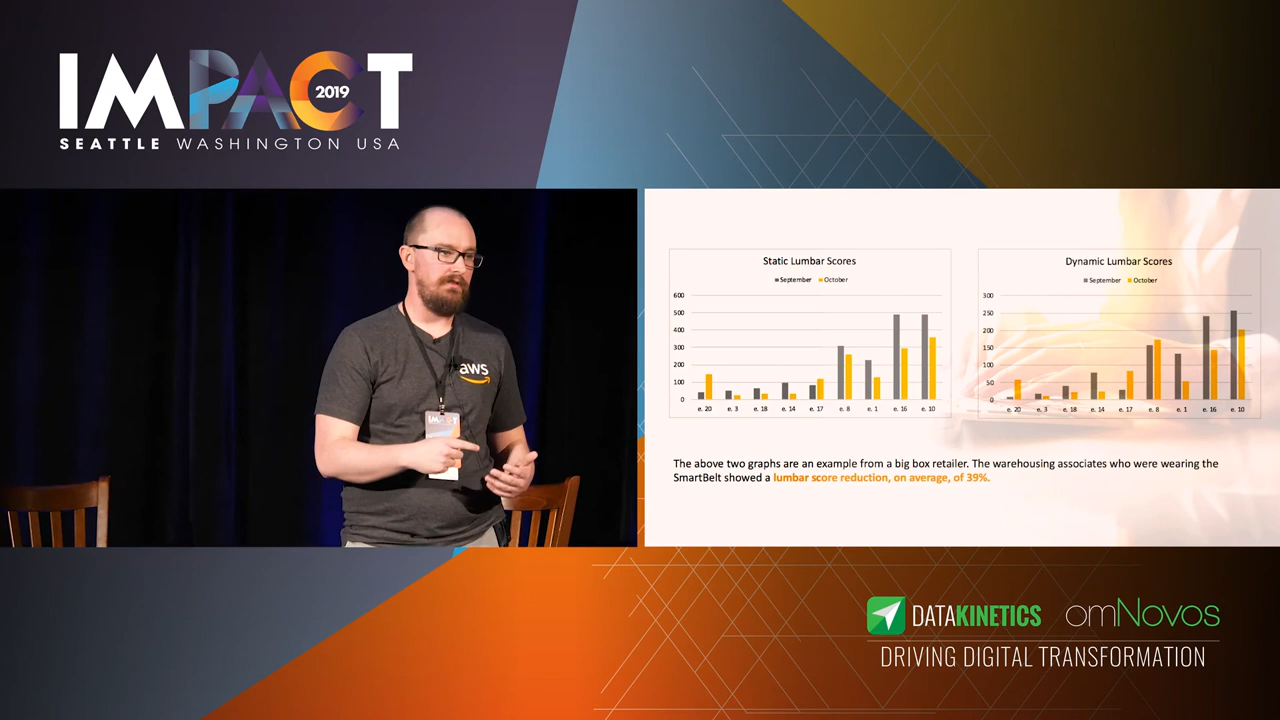 IMPACT
2019
SEATTLE WASHINGTON USA
aws
IMPACT
Static Lumbar Scores
September October
600
500
400
300
200
100
0
e. 20 e. 3 e. 18 e. 14 e. 17 e. 8 e. 1 e. 16 e. 10
Dynamic Lumbar Scores
September October
300
250
200
150
100
50
0
e. 20 e. 3 e. 18 e. 14 e. 17 e. 8 e. 1 e. 16 e. 10
The above two graphs are an example from a big box retailer. The warehousing associates who were wearing the
SmartBelt showed a lumbar score reduction, on average, of 39%.
DATAKINETICS omNovos
DRIVING DIGITAL TRANSFORMATION